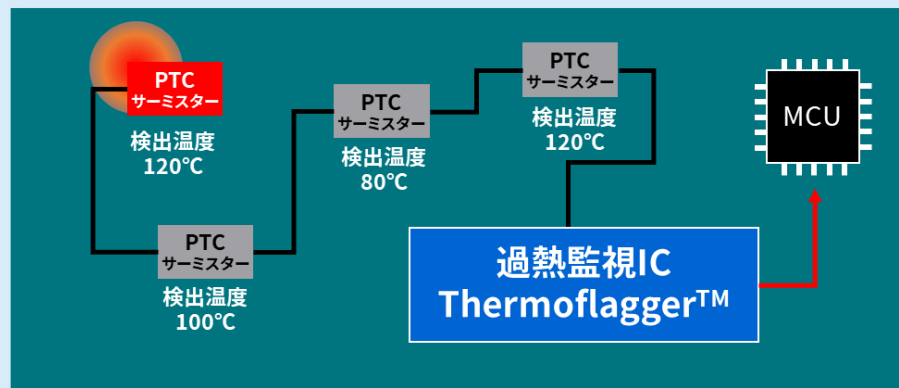 PTC
サーミスター
検出温度
120℃
PTC
サーミスター
検出温度
100℃
PTC
サーミスター
検出温度
80℃
PTC
サーミスター
検出温度
120℃
MCU
過熱監視IC
Thermoflagger™